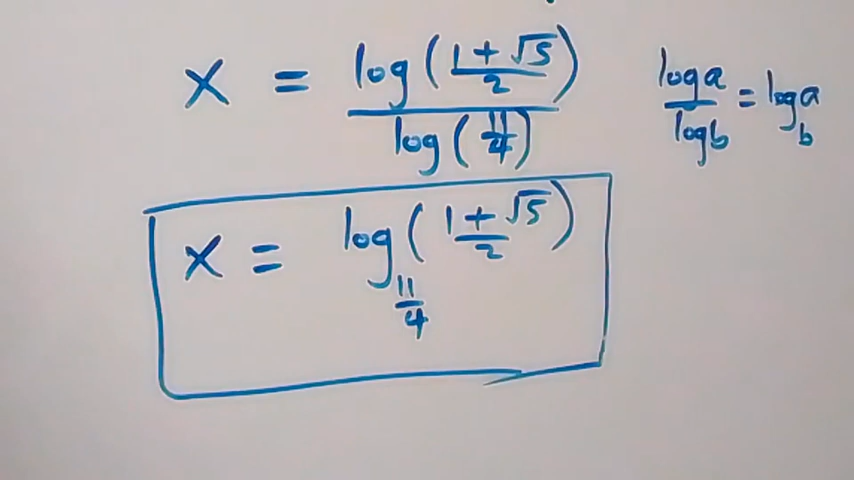 x = log((1 + √5)/2) / log(11/4)
log a / log b = log_b a
x = log_(11/4) ((1 + √5)/2)